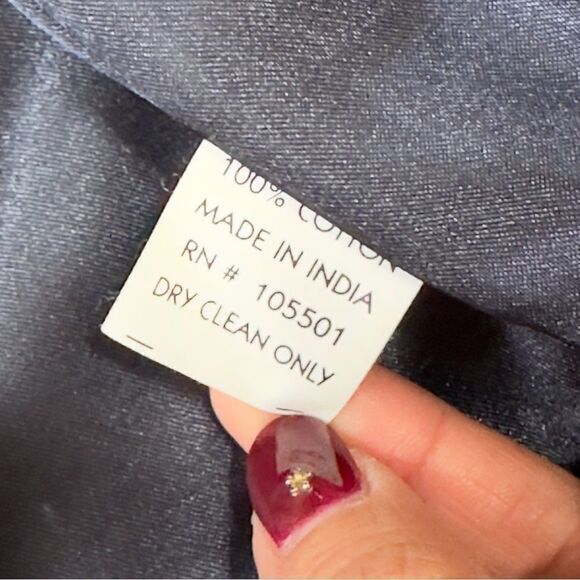 100% COTTON
MADE IN INDIA
RN # 105501
DRY CLEAN ONLY